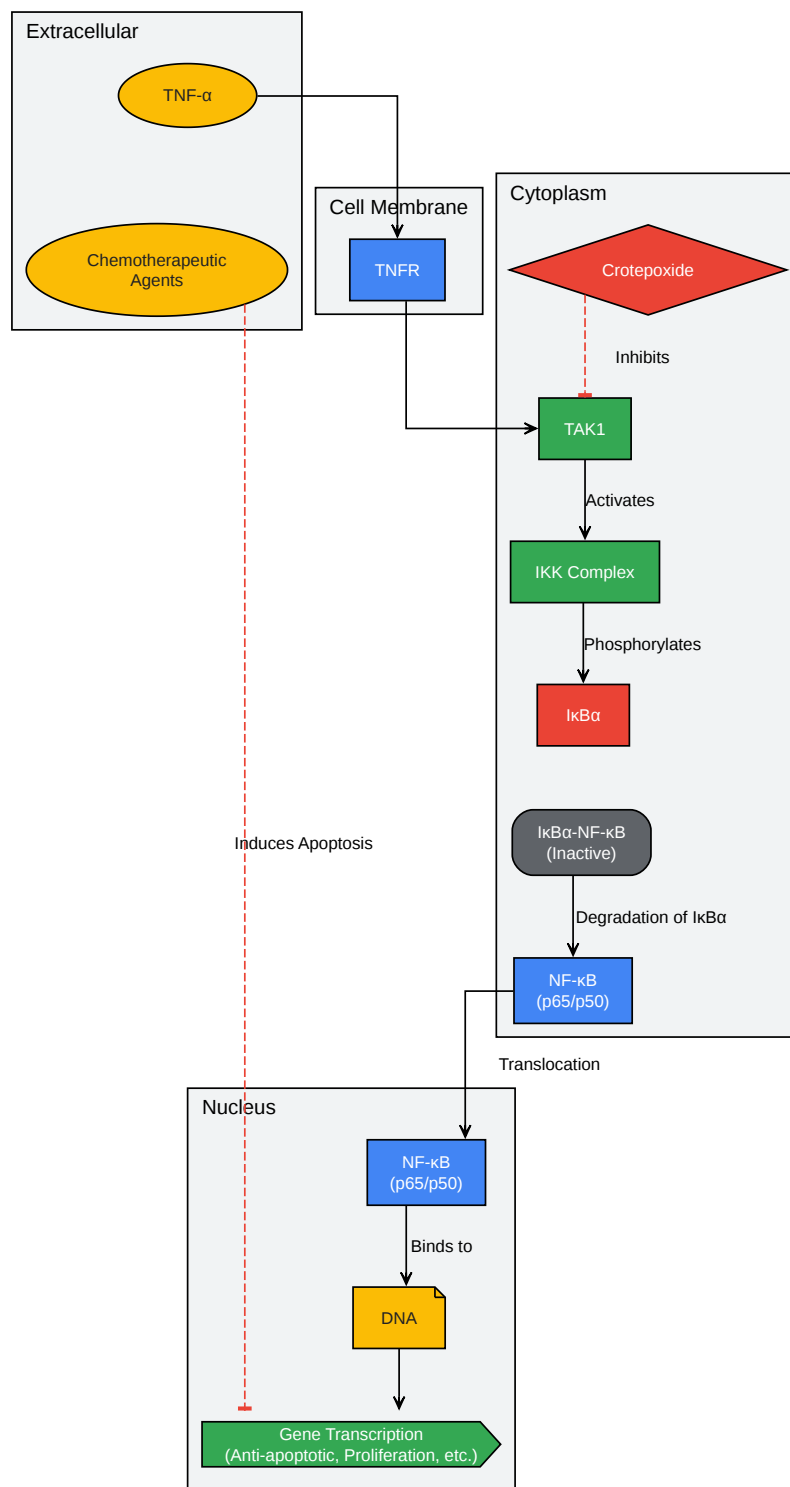 Extracellular
TNF-α
Chemotherapeutic
Agents
Cell Membrane
TNFR
Cytoplasm
Crotepoxide
Inhibits
TAK1
Activates
IKK Complex
Phosphorylates
IκBα
IκBα-NF-κB
(Inactive)
Degradation of IκBα
NF-κB
(p65/p50)
Induces Apoptosis
Translocation
Nucleus
NF-κB
(p65/p50)
Binds to
DNA
Gene Transcription
(Anti-apoptotic, Proliferation, etc.)